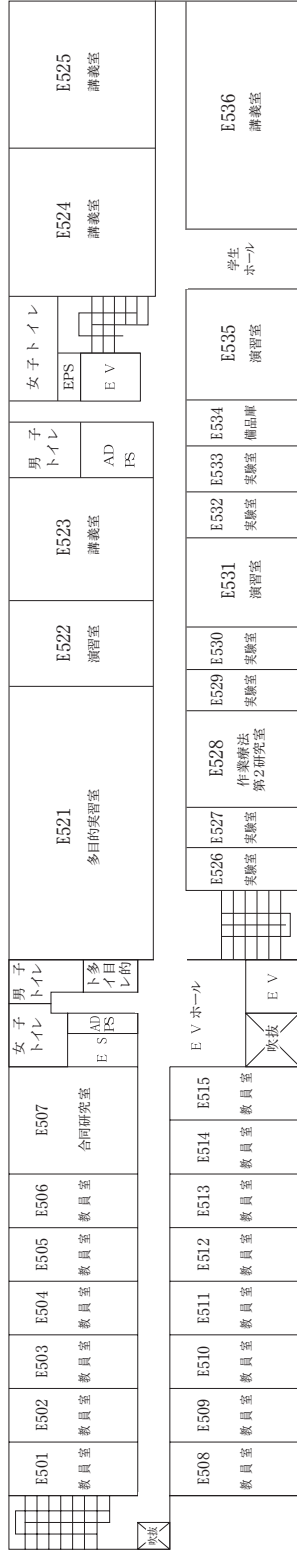 E501
教 員 室
E502
教 員 室
E503
教 員 室
E504
教 員 室
E505
教 員 室
E506
教 員 室
E507
合同研究室
女 子
トイレ
E S
AD
PS
男 子
トイレ
多目的
トイレ
E521
多目的実習室
E522
演習室
E523
講義室
男 子
トイレ
AD
PS
女 子 ト イ レ
EPS
E V
E524
講義室
E525
講義室
吹抜
E508
教 員 室
E509
教 員 室
E510
教 員 室
E511
教 員 室
E512
教 員 室
E513
教 員 室
E514
教 員 室
E515
教 員 室
E V ホール
吹抜
E V
E526
実験室
E527
実験室
E528
作業療法
第2研究室
E529
実験室
E530
実験室
E531
演習室
E532
実験室
E533
実験室
E534
備品庫
E535
演習室
学生
ホール
E536
講義室